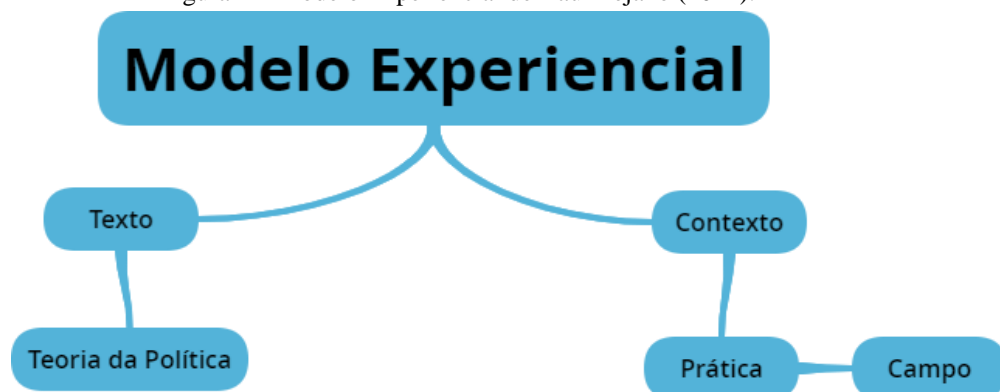 Modelo Experiencial
Texto
Contexto
Teoria da Política
Prática
Campo